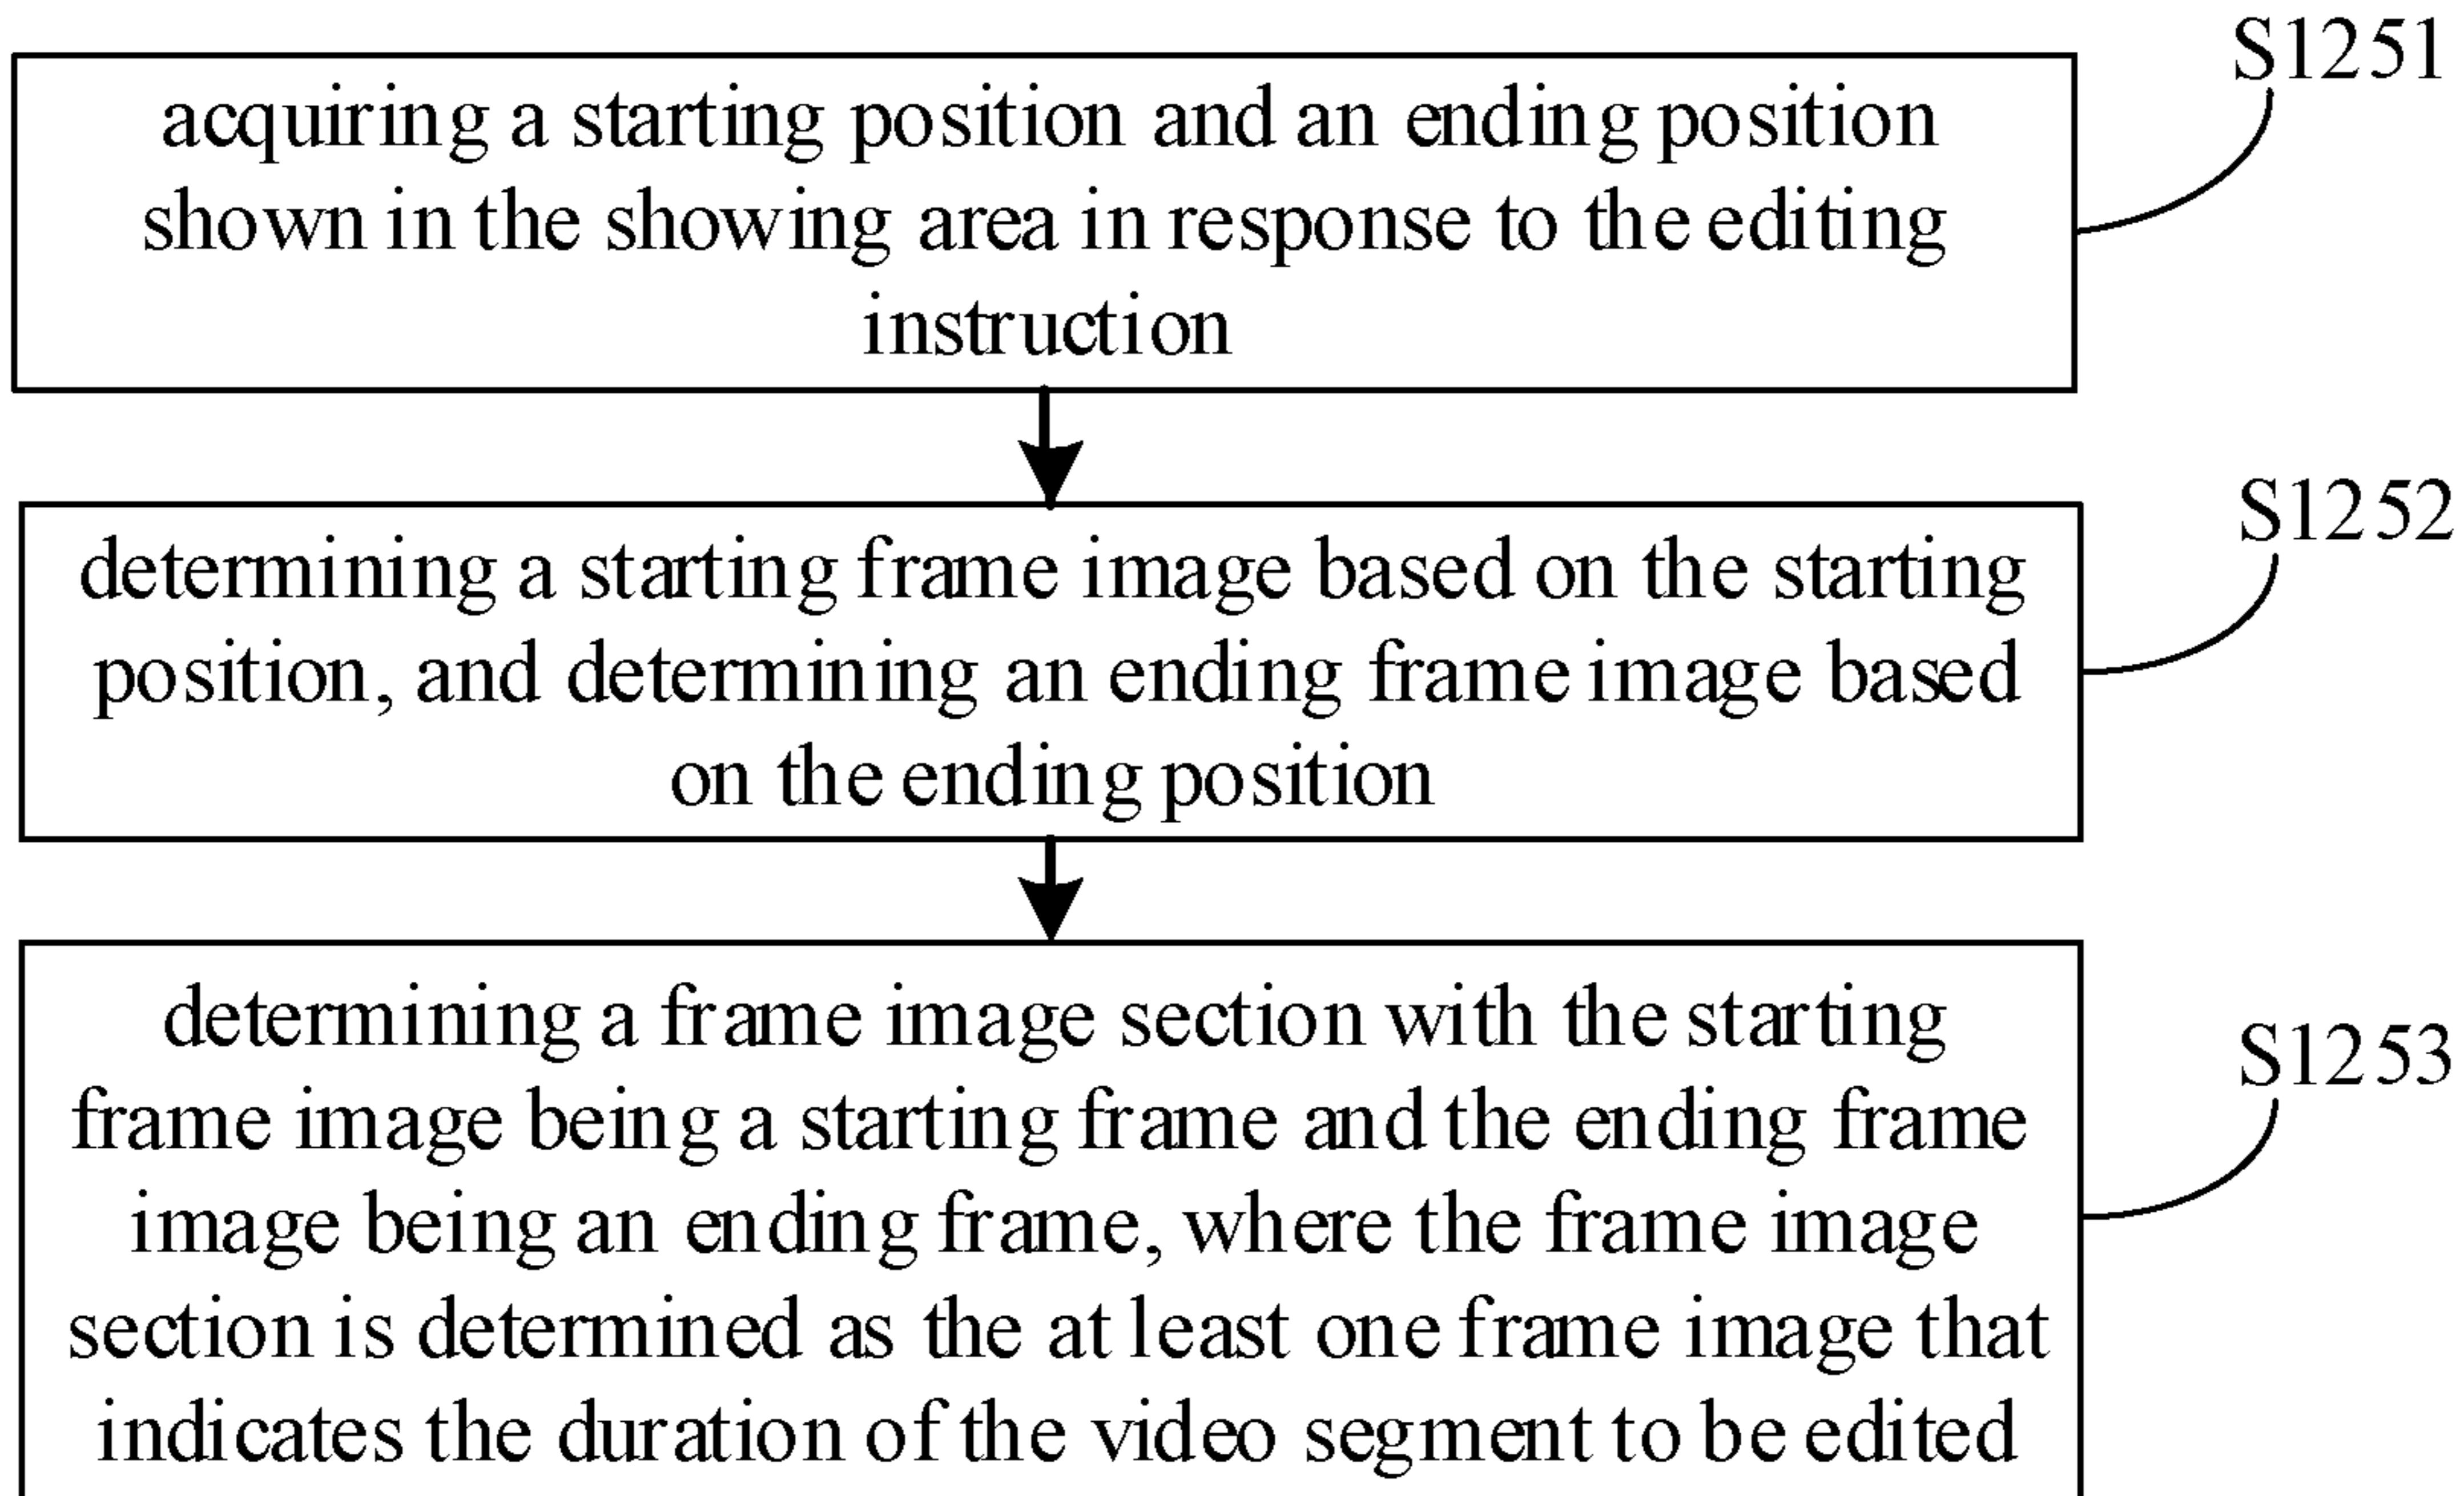 S1251
acquiring a starting position and an ending position
shown in the showing area in response to the editing
instruction
S1252
determining a starting frame image based on the starting
position, and determining an ending frame image based
on the ending position
S1253
determining a frame image section with the starting
frame image being a starting frame and the ending frame
image being an ending frame, where the frame image
section is determined as the at least one frame image that
indicates the duration of the video segment to be edited